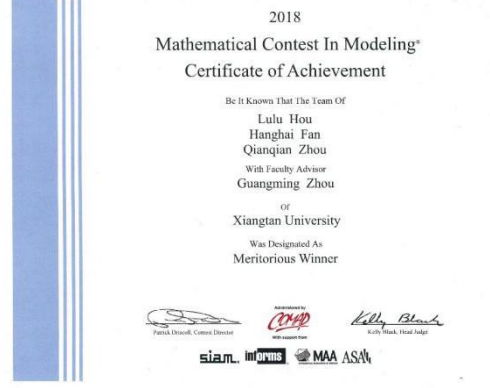 2018
Mathematical Contest In Modeling®
Certificate of Achievement
Be It Known That The Team Of
Lulu Hou
Hanghai Fan
Qianqian Zhou
With Faculty Advisor
Guangming Zhou
Of
Xiangtan University
Was Designated As
Meritorious Winner
Administered by
COMAP
With support from
Patrick Driscoll, Contest Director
Kelly Black
Kelly Black, Head Judge
siam. informs MAA ASA